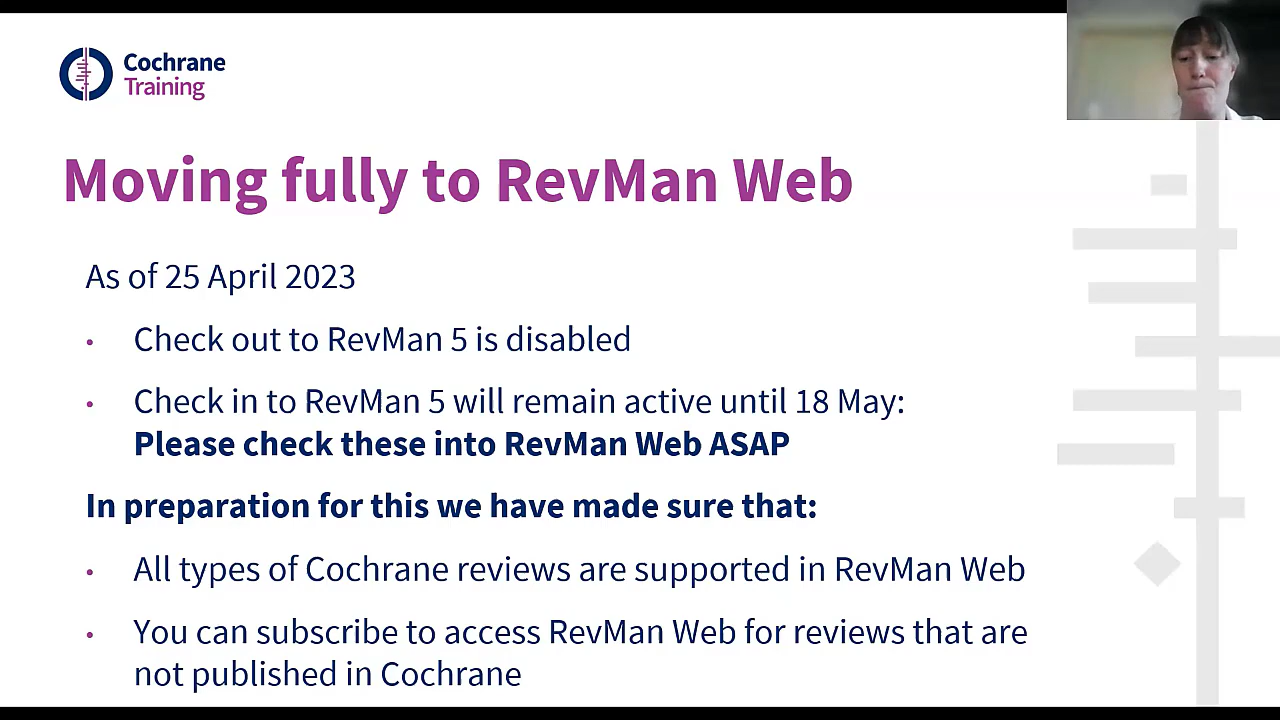 Cochrane
Training
Moving fully to RevMan Web
As of 25 April 2023
• Check out to RevMan 5 is disabled
• Check in to RevMan 5 will remain active until 18 May:
Please check these into RevMan Web ASAP
In preparation for this we have made sure that:
• All types of Cochrane reviews are supported in RevMan Web
• You can subscribe to access RevMan Web for reviews that are
not published in Cochrane